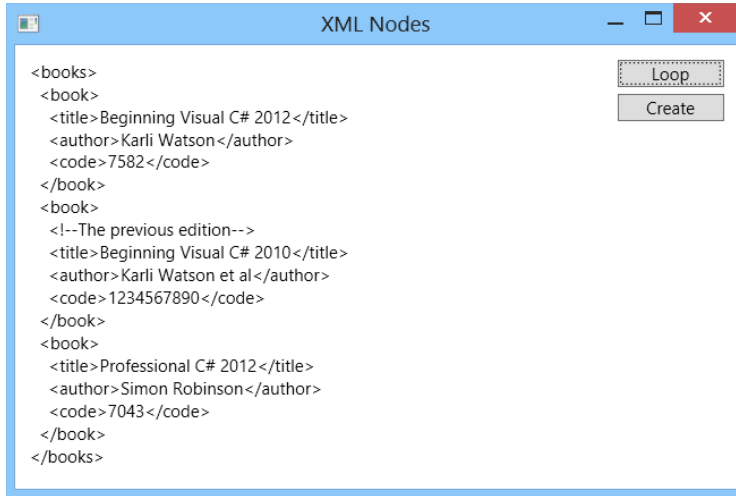 XML Nodes
Loop
Create
<books>
<book>
<title>Beginning Visual C# 2012</title>
<author>Karli Watson</author>
<code>7582</code>
</book>
<book>
<!--The previous edition-->
<title>Beginning Visual C# 2010</title>
<author>Karli Watson et al</author>
<code>1234567890</code>
</book>
<book>
<title>Professional C# 2012</title>
<author>Simon Robinson</author>
<code>7043</code>
</book>
</books>